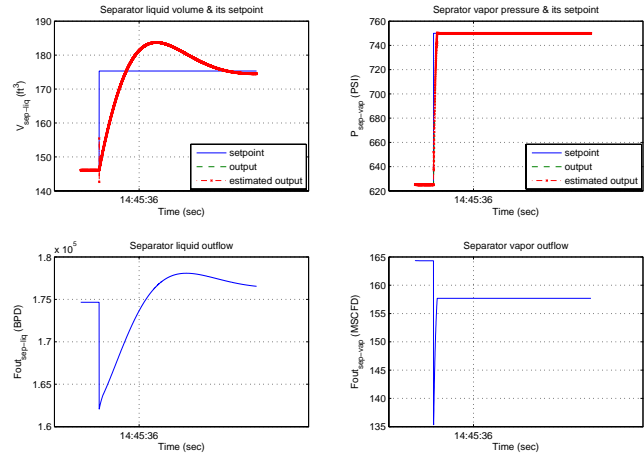 Separator liquid volume & its setpoint
200
190
180
170
160
150
140
V_sep−liq (ft^3)
setpoint
output
estimated output
14:45:36
Time (sec)
Seprator vapor pressure & its setpoint
760
740
720
700
680
660
640
620
P_sep−vap (PSI)
setpoint
output
estimated output
14:45:36
Time (sec)
Separator liquid outflow
x 10^5
1.8
1.75
1.7
1.65
1.6
Fout_sep−liq (BPD)
14:45:36
Time (sec)
Separator vapor outflow
165
160
155
150
145
140
135
Fout_sep−vap (MSCFD)
14:45:36
Time (sec)